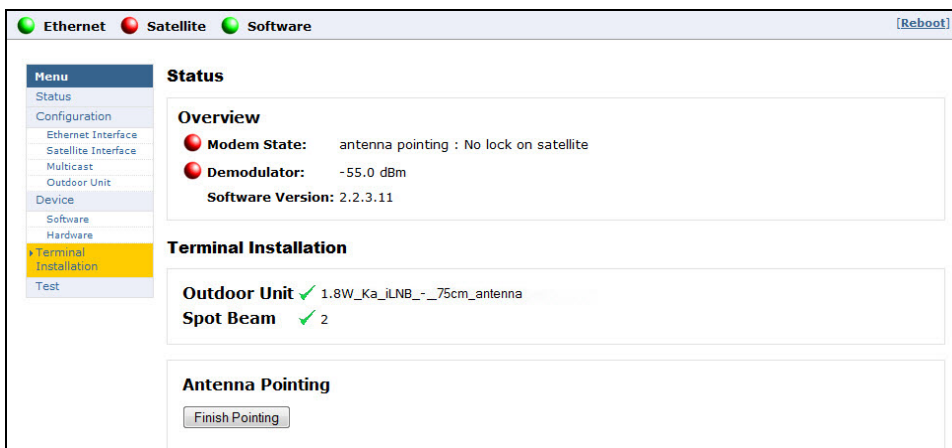 Ethernet Satellite Software [Reboot]
Menu
Status
Configuration
Ethernet Interface
Satellite Interface
Multicast
Outdoor Unit
Device
Software
Hardware
Terminal
Installation
Test
Status
Overview
Modem State: antenna pointing : No lock on satellite
Demodulator: -55.0 dBm
Software Version: 2.2.3.11
Terminal Installation
Outdoor Unit 1.8W_Ka_iLNB_-_75cm_antenna
Spot Beam 2
Antenna Pointing
Finish Pointing